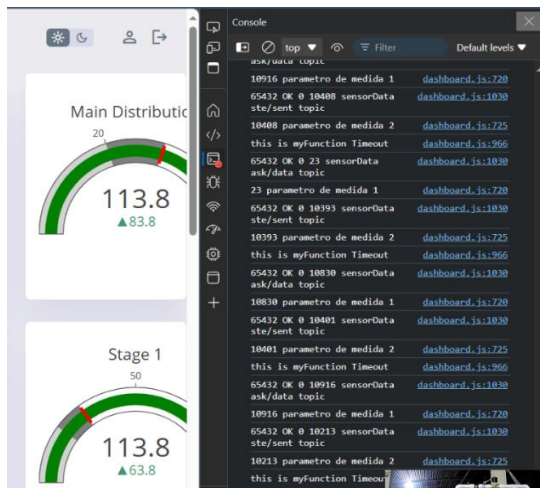 Main Distributic
20
113.8
▲83.8
Stage 1
50
113.8
▲63.8
Console
top ▼
Filter
Default levels ▼
ask/data topic
10916 parametro de medida 1 dashboard.js:720
65432 OK 0 10408 sensorData dashboard.js:1030
ste/sent topic
10408 parametro de medida 2 dashboard.js:725
this is myFunction Timeout dashboard.js:966
65432 OK 0 23 sensorData dashboard.js:1030
ask/data topic
23 parametro de medida 1 dashboard.js:720
65432 OK 0 10393 sensorData dashboard.js:1030
ste/sent topic
10393 parametro de medida 2 dashboard.js:725
this is myFunction Timeout dashboard.js:966
65432 OK 0 10830 sensorData dashboard.js:1030
ask/data topic
10830 parametro de medida 1 dashboard.js:720
65432 OK 0 10401 sensorData dashboard.js:1030
ste/sent topic
10401 parametro de medida 2 dashboard.js:725
this is myFunction Timeout dashboard.js:966
65432 OK 0 10916 sensorData dashboard.js:1030
ask/data topic
10916 parametro de medida 1 dashboard.js:720
65432 OK 0 10213 sensorData dashboard.js:1030
ste/sent topic
10213 parametro de medida 2 dashboard.js:725
this is myFunction Timeou